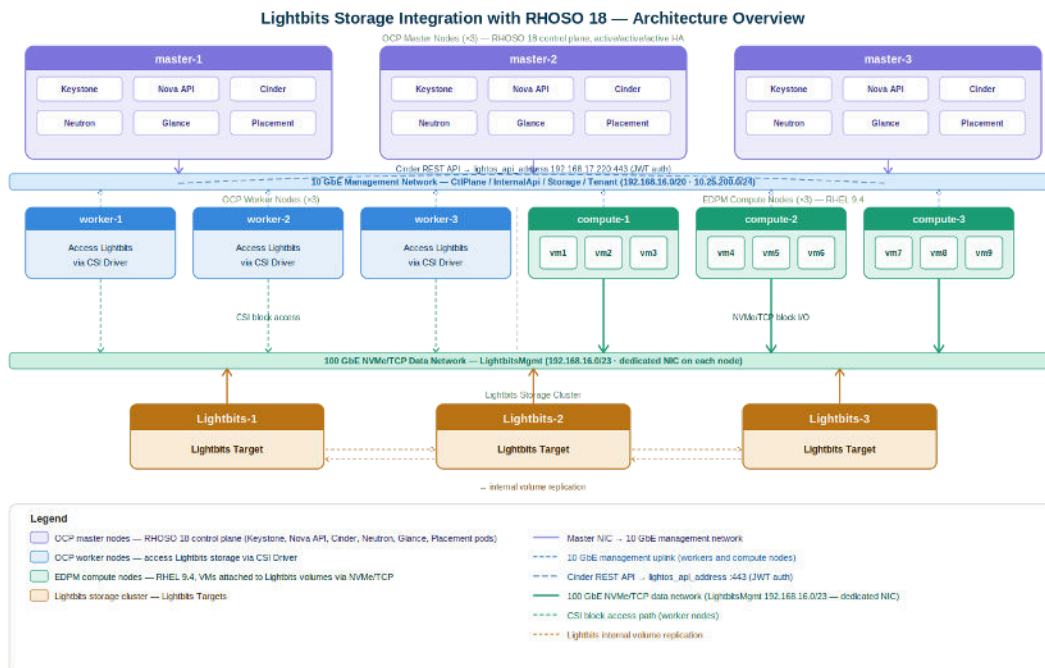 Lightbits Storage Integration with RHOSO 18 — Architecture Overview
OCP Master Nodes (×3) — RHOSO 18 control plane, active/active/active HA
master-1 master-2 master-3
Keystone Nova API Cinder Keystone Nova API Cinder Keystone Nova API Cinder
Neutron Glance Placement Neutron Glance Placement Neutron Glance Placement
Cinder REST API → lightos_api_address 192.168.17.220:443 (JWT auth)
10 GbE Management Network — CtlPlane / InternalApi / Storage / Tenant (192.168.16.0/20 · 10.25.200.0/24)
OCP Worker Nodes (×3) EDPM Compute Nodes (×3) — RHEL 9.4
worker-1 worker-2 worker-3 compute-1 compute-2 compute-3
Access Lightbits Access Lightbits Access Lightbits
via CSI Driver via CSI Driver via CSI Driver
vm1 vm2 vm3 vm4 vm5 vm6 vm7 vm8 vm9
CSI block access NVMe/TCP block I/O
100 GbE NVMe/TCP Data Network — LightbitsMgmt (192.168.16.0/23 · dedicated NIC on each node)
Lightbits Storage Cluster
Lightbits-1 Lightbits-2 Lightbits-3
Lightbits Target Lightbits Target Lightbits Target
internal volume replication
Legend
OCP master nodes — RHOSO 18 control plane (Keystone, Nova API, Cinder, Neutron, Glance, Placement pods)
OCP worker nodes — access Lightbits storage via CSI Driver
EDPM compute nodes — RHEL 9.4, VMs attached to Lightbits volumes via NVMe/TCP
Lightbits storage cluster — Lightbits Targets
Master NIC → 10 GbE management network
10 GbE management uplink (workers and compute nodes)
Cinder REST API → lightos_api_address :443 (JWT auth)
100 GbE NVMe/TCP data network (LightbitsMgmt 192.168.16.0/23 — dedicated NIC)
CSI block access path (worker nodes)
Lightbits internal volume replication